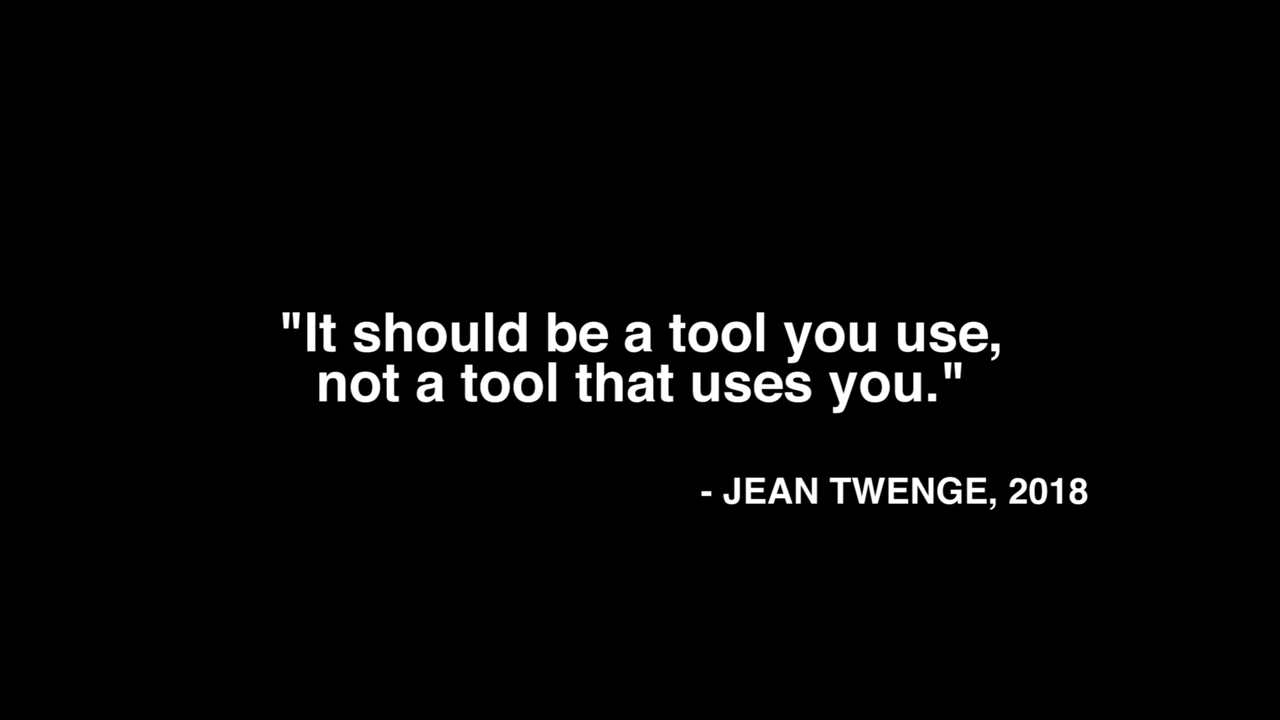 "It should be a tool you use,
not a tool that uses you."
- JEAN TWENGE, 2018